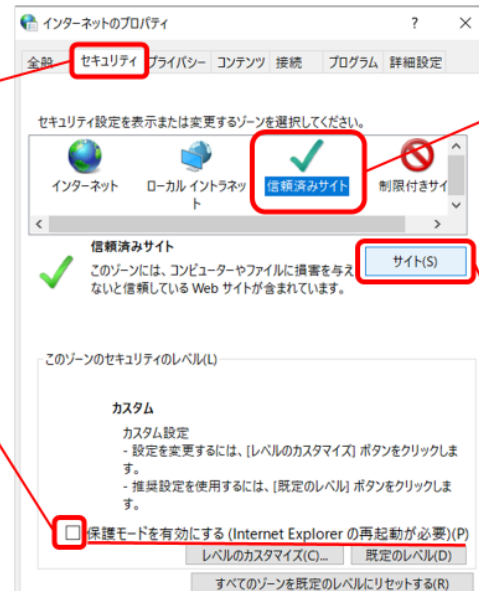 インターネットのプロパティ
? ×
全般 セキュリティ プライバシー コンテンツ 接続 プログラム 詳細設定
セキュリティ設定を表示または変更するゾーンを選択してください。
インターネット ローカル イントラネッ 信頼済みサイト 制限付きサイ
ト
信頼済みサイト
サイト(S)
このゾーンには、コンピューターやファイルに損害を与え
ないと信頼している Web サイトが含まれています。
このゾーンのセキュリティのレベル(L)
カスタム
カスタム設定
- 設定を変更するには、[レベルのカスタマイズ] ボタンをクリックしま
す。
- 推奨設定を使用するには、[既定のレベル] ボタンをクリックしま
す。
保護モードを有効にする (Internet Explorer の再起動が必要)(P)
レベルのカスタマイズ(C)... 既定のレベル(D)
すべてのゾーンを既定のレベルにリセットする(R)